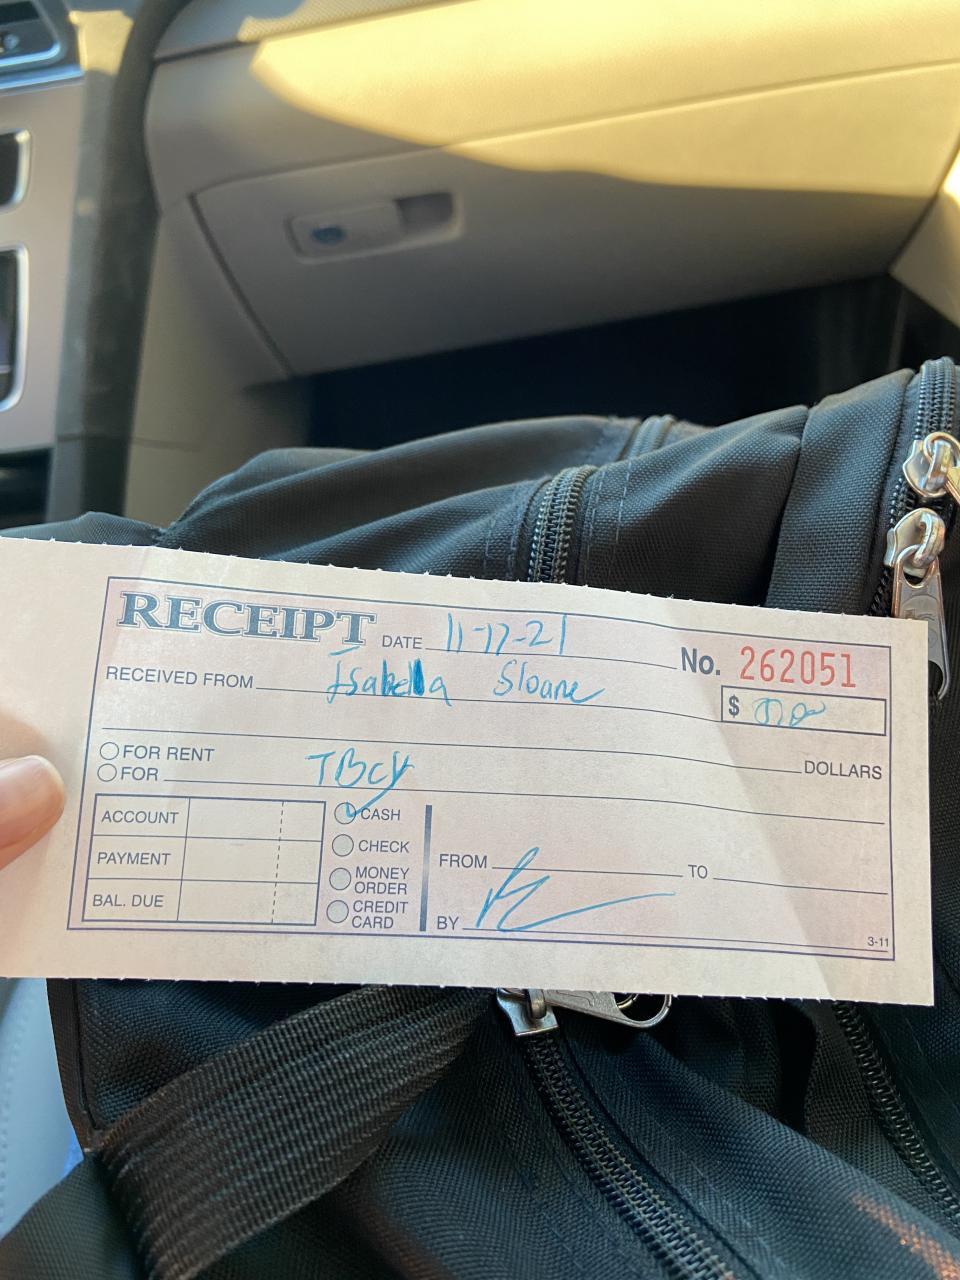 RECEIPT DATE 11-17-21 No. 262051
RECEIVED FROM Isabella Sloane $
DOLLARS
FOR RENT
FOR TBCY
ACCOUNT
PAYMENT
BAL. DUE
CASH
CHECK
MONEY
ORDER
CREDIT
CARD
FROM TO
BY
3-11